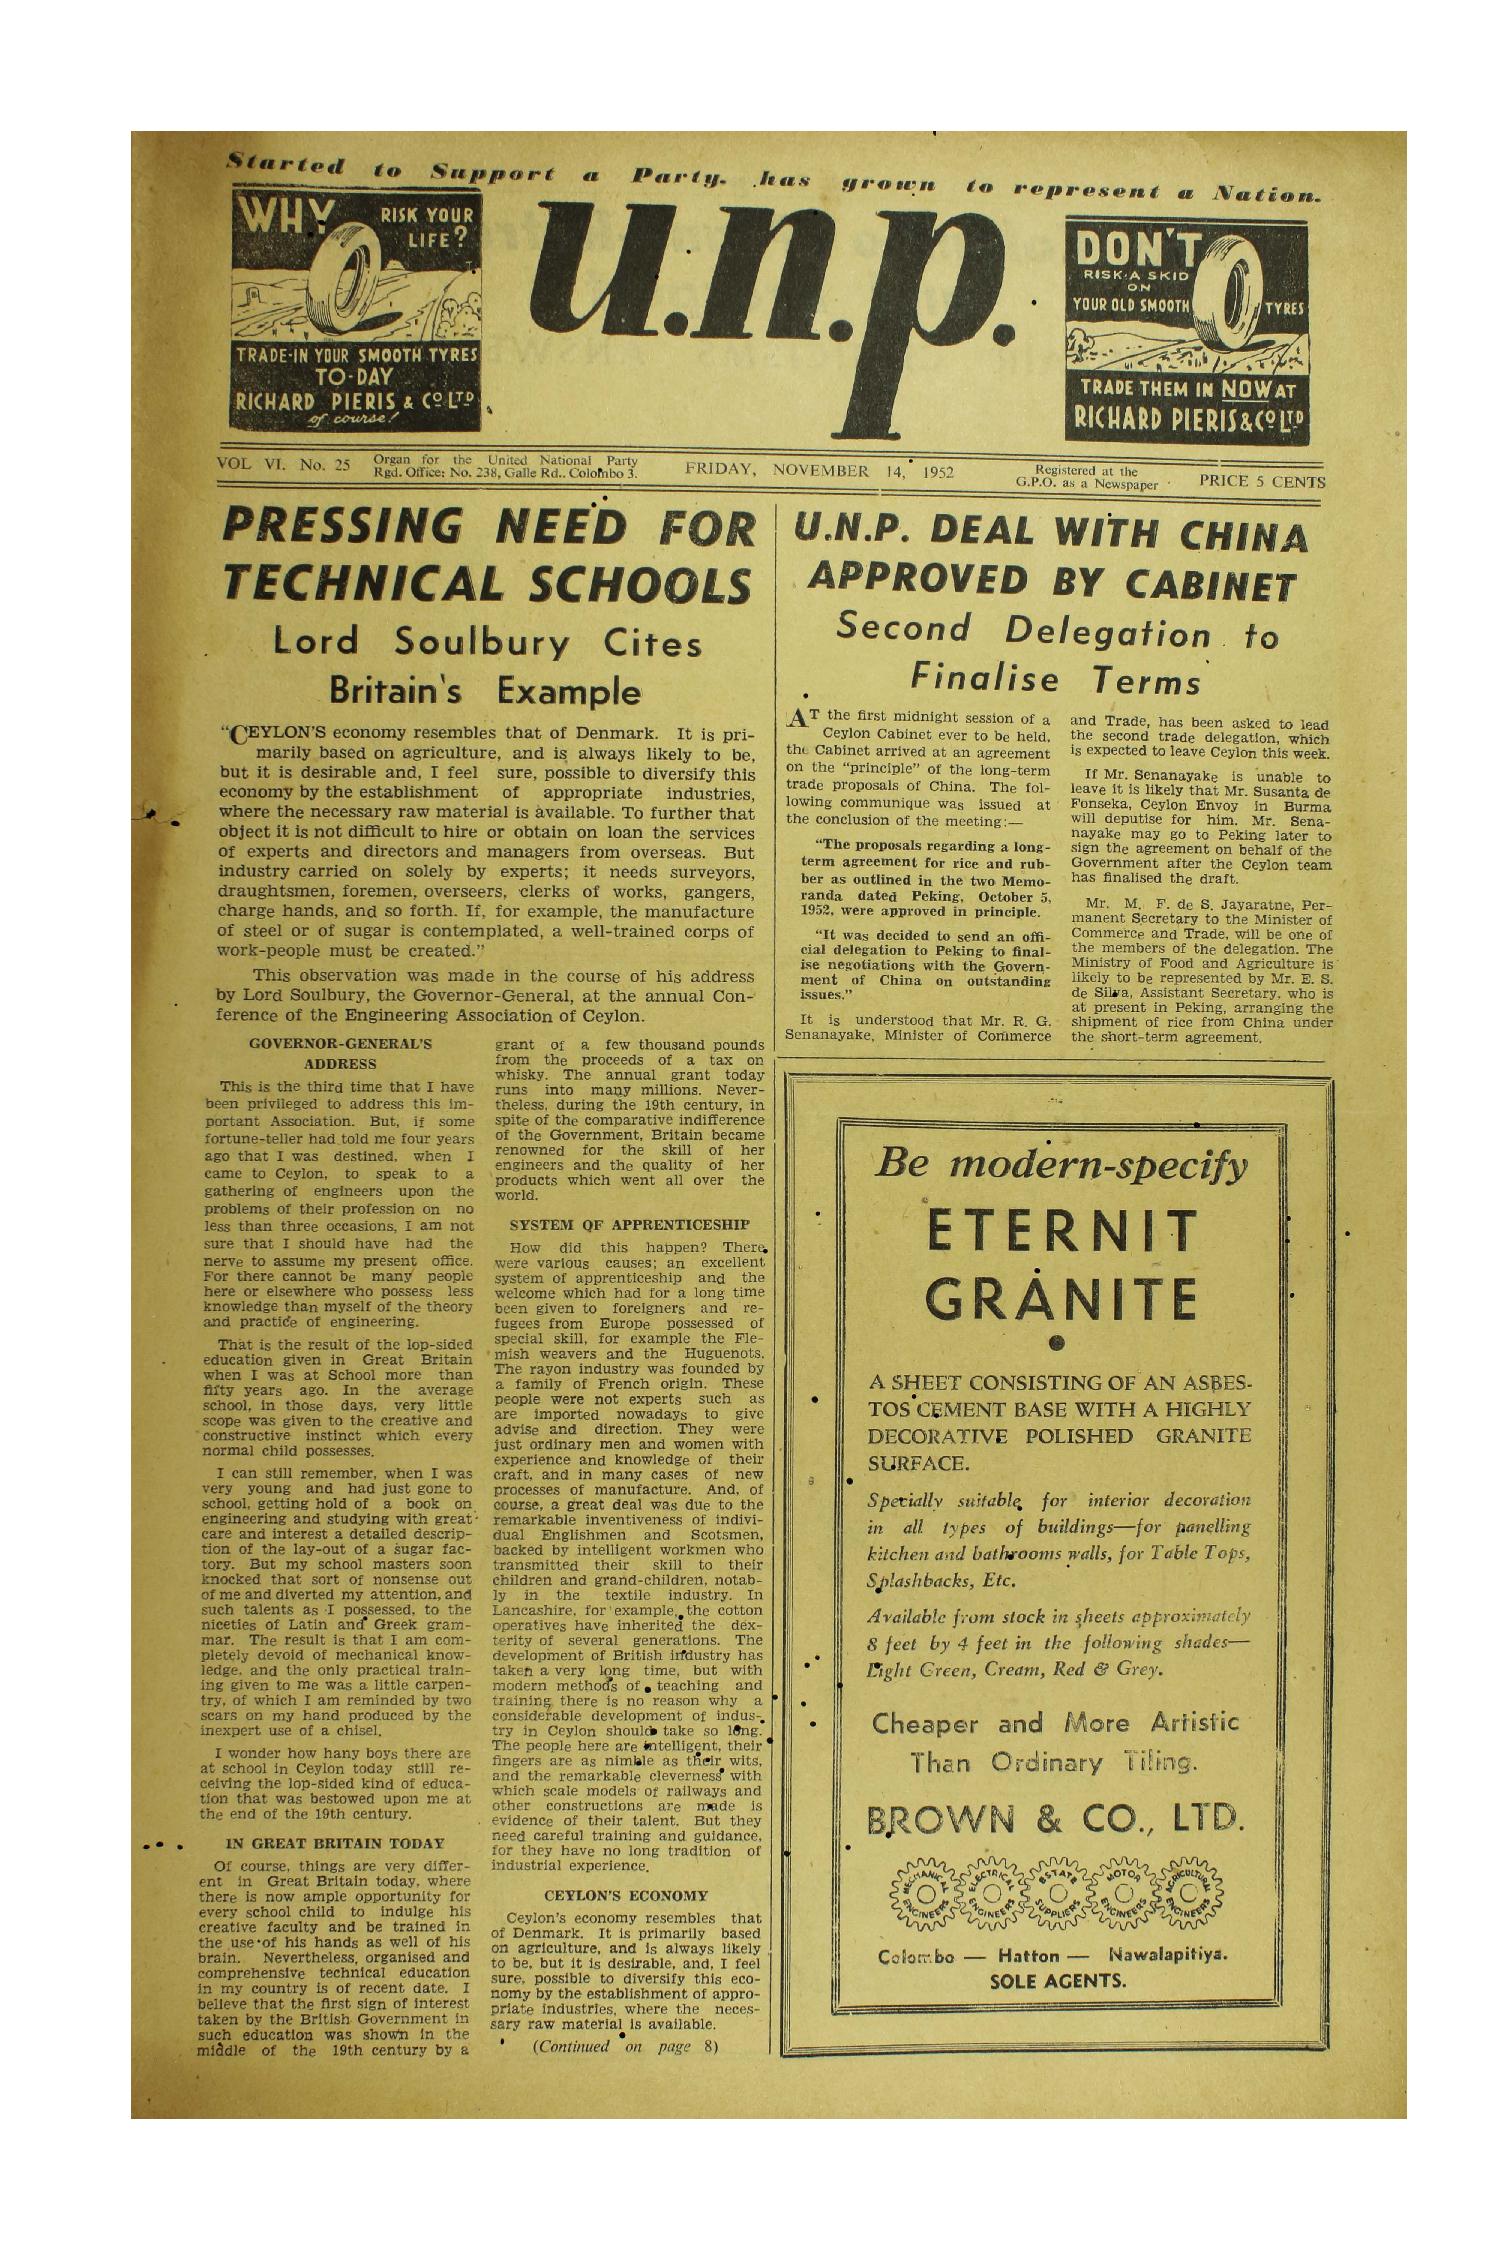 Started to Support a Party, has grown to represent a Nation.
WHY RISK YOUR
LIFE?
TRADE-IN YOUR SMOOTH TYRES
TO-DAY
RICHARD PIERIS & CO LTD
of course!
u.n.p.
DON'T
RISK A SKID
ON
YOUR OLD SMOOTH TYRES
TRADE THEM IN NOW AT
RICHARD PIERIS & CO LTD
VOL VI. No. 25
Organ for the United National Party
Rgd. Office: No. 238, Galle Rd., Colombo 3.
FRIDAY, NOVEMBER 14, 1952
Registered at the
G.P.O. as a Newspaper
PRICE 5 CENTS
PRESSING NEED FOR
TECHNICAL SCHOOLS
Lord Soulbury Cites
Britain's Example
"CEYLON'S economy resembles that of Denmark. It is pri-
marily based on agriculture, and is always likely to be,
but it is desirable and, I feel sure, possible to diversify this
economy by the establishment of appropriate industries,
where the necessary raw material is available. To further that
object it is not difficult to hire or obtain on loan the services
of experts and directors and managers from overseas. But
industry carried on solely by experts; it needs surveyors,
draughtsmen, foremen, overseers, clerks of works, gangers,
charge hands, and so forth. If, for example, the manufacture
of steel or of sugar is contemplated, a well-trained corps of
work-people must be created."
This observation was made in the course of his address
by Lord Soulbury, the Governor-General, at the annual Con-
ference of the Engineering Association of Ceylon.
GOVERNOR-GENERAL'S
ADDRESS
This is the third time that I have
been privileged to address this im-
portant Association. But, if some
fortune-teller had told me four years
ago that I was destined, when I
came to Ceylon, to speak to a
gathering of engineers upon the
problems of their profession on no
less than three occasions, I am not
sure that I should have had the
nerve to assume my present office.
For there cannot be many people
here or elsewhere who possess less
knowledge than myself of the theory
and practice of engineering.
That is the result of the lop-sided
education given in Great Britain
when I was at School more than
fifty years ago. In the average
school, in those days, very little
scope was given to the creative and
constructive instinct which every
normal child possesses.
I can still remember, when I was
very young and had just gone to
school, getting hold of a book on
engineering and studying with great
care and interest a detailed descrip-
tion of the lay-out of a sugar fac-
tory. But my school masters soon
knocked that sort of nonsense out
of me and diverted my attention, and
such talents as I possessed, to the
niceties of Latin and Greek gram-
mar. The result is that I am com-
pletely devoid of mechanical know-
ledge, and the only practical train-
ing given to me was a little carpen-
try, of which I am reminded by two
scars on my hand produced by the
inexpert use of a chisel.
I wonder how hany boys there are
at school in Ceylon today still re-
ceiving the lop-sided kind of educa-
tion that was bestowed upon me at
the end of the 19th century.
IN GREAT BRITAIN TODAY
Of course, things are very differ-
ent in Great Britain today, where
there is now ample opportunity for
every school child to indulge his
creative faculty and be trained in
the use of his hands as well of his
brain. Nevertheless, organised and
comprehensive technical education
in my country is of recent date. I
believe that the first sign of interest
taken by the British Government in
such education was shown in the
middle of the 19th century by a
grant of a few thousand pounds
from the proceeds of a tax on
whisky. The annual grant today
runs into many millions. Never-
theless, during the 19th century, in
spite of the comparative indifference
of the Government, Britain became
renowned for the skill of her
engineers and the quality of her
products which went all over the
world.
SYSTEM OF APPRENTICESHIP
How did this happen? There
were various causes; an excellent
system of apprenticeship and the
welcome which had for a long time
been given to foreigners and re-
fugees from Europe possessed of
special skill, for example the Fle-
mish weavers and the Huguenots.
The rayon industry was founded by
a family of French origin. These
people were not experts such as
are imported nowadays to give
advise and direction. They were
just ordinary men and women with
experience and knowledge of their
craft, and in many cases of new
processes of manufacture. And, of
course, a great deal was due to the
remarkable inventiveness of indivi-
dual Englishmen and Scotsmen,
backed by intelligent workmen who
transmitted their skill to their
children and grand-children, notab-
ly in the textile industry. In
Lancashire, for example, the cotton
operatives have inherited the dex-
terity of several generations. The
development of British industry has
taken a very long time, but with
modern methods of teaching and
training there is no reason why a
considerable development of indus-
try in Ceylon should take so long.
The people here are intelligent, their
fingers are as nimble as their wits,
and the remarkable cleverness with
which scale models of railways and
other constructions are made is
evidence of their talent. But they
need careful training and guidance,
for they have no long tradition of
industrial experience.
CEYLON'S ECONOMY
Ceylon's economy resembles that
of Denmark. It is primarily based
on agriculture, and is always likely
to be, but it is desirable, and, I feel
sure, possible to diversify this eco-
nomy by the establishment of appro-
priate industries, where the neces-
sary raw material is available.
(Continued on page 8)
U.N.P. DEAL WITH CHINA
APPROVED BY CABINET
Second Delegation to
Finalise Terms
AT the first midnight session of a
Ceylon Cabinet ever to be held,
the Cabinet arrived at an agreement
on the "principle" of the long-term
trade proposals of China. The fol-
lowing communique was issued at
the conclusion of the meeting:—
"The proposals regarding a long-
term agreement for rice and rub-
ber as outlined in the two Memo-
randa dated Peking, October 5,
1952, were approved in principle.
"It was decided to send an offi-
cial delegation to Peking to final-
ise negotiations with the Govern-
ment of China on outstanding
issues."
It is understood that Mr. R. G.
Senanayake, Minister of Commerce
and Trade, has been asked to lead
the second trade delegation, which
is expected to leave Ceylon this week.
If Mr. Senanayake is unable to
leave it is likely that Mr. Susanta de
Fonseka, Ceylon Envoy in Burma
will deputise for him. Mr. Sena-
nayake may go to Peking later to
sign the agreement on behalf of the
Government after the Ceylon team
has finalised the draft.
Mr. M. F. de S. Jayaratne, Per-
manent Secretary to the Minister of
Commerce and Trade, will be one of
the members of the delegation. The
Ministry of Food and Agriculture is
likely to be represented by Mr. E. S.
de Silva, Assistant Secretary, who is
at present in Peking, arranging the
shipment of rice from China under
the short-term agreement.
Be modern-specify
ETERNIT
GRANITE
A SHEET CONSISTING OF AN ASBES-
TOS CEMENT BASE WITH A HIGHLY
DECORATIVE POLISHED GRANITE
SURFACE.
Specially suitable for interior decoration
in all types of buildings—for panelling
kitchen and bathrooms walls, for Table Tops,
Splashbacks, Etc.
Available from stock in sheets approximately
8 feet by 4 feet in the following shades—
Light Green, Cream, Red & Grey.
Cheaper and More Artistic
Than Ordinary Tiling.
BROWN & CO., LTD.
MECHANICAL ENGINEERS
ELECTRICAL ENGINEERS
ESTATE SUPPLIERS
MOTOR ENGINEERS
AGRICULTURAL ENGINEERS
Colombo — Hatton — Nawalapitiya.
SOLE AGENTS.